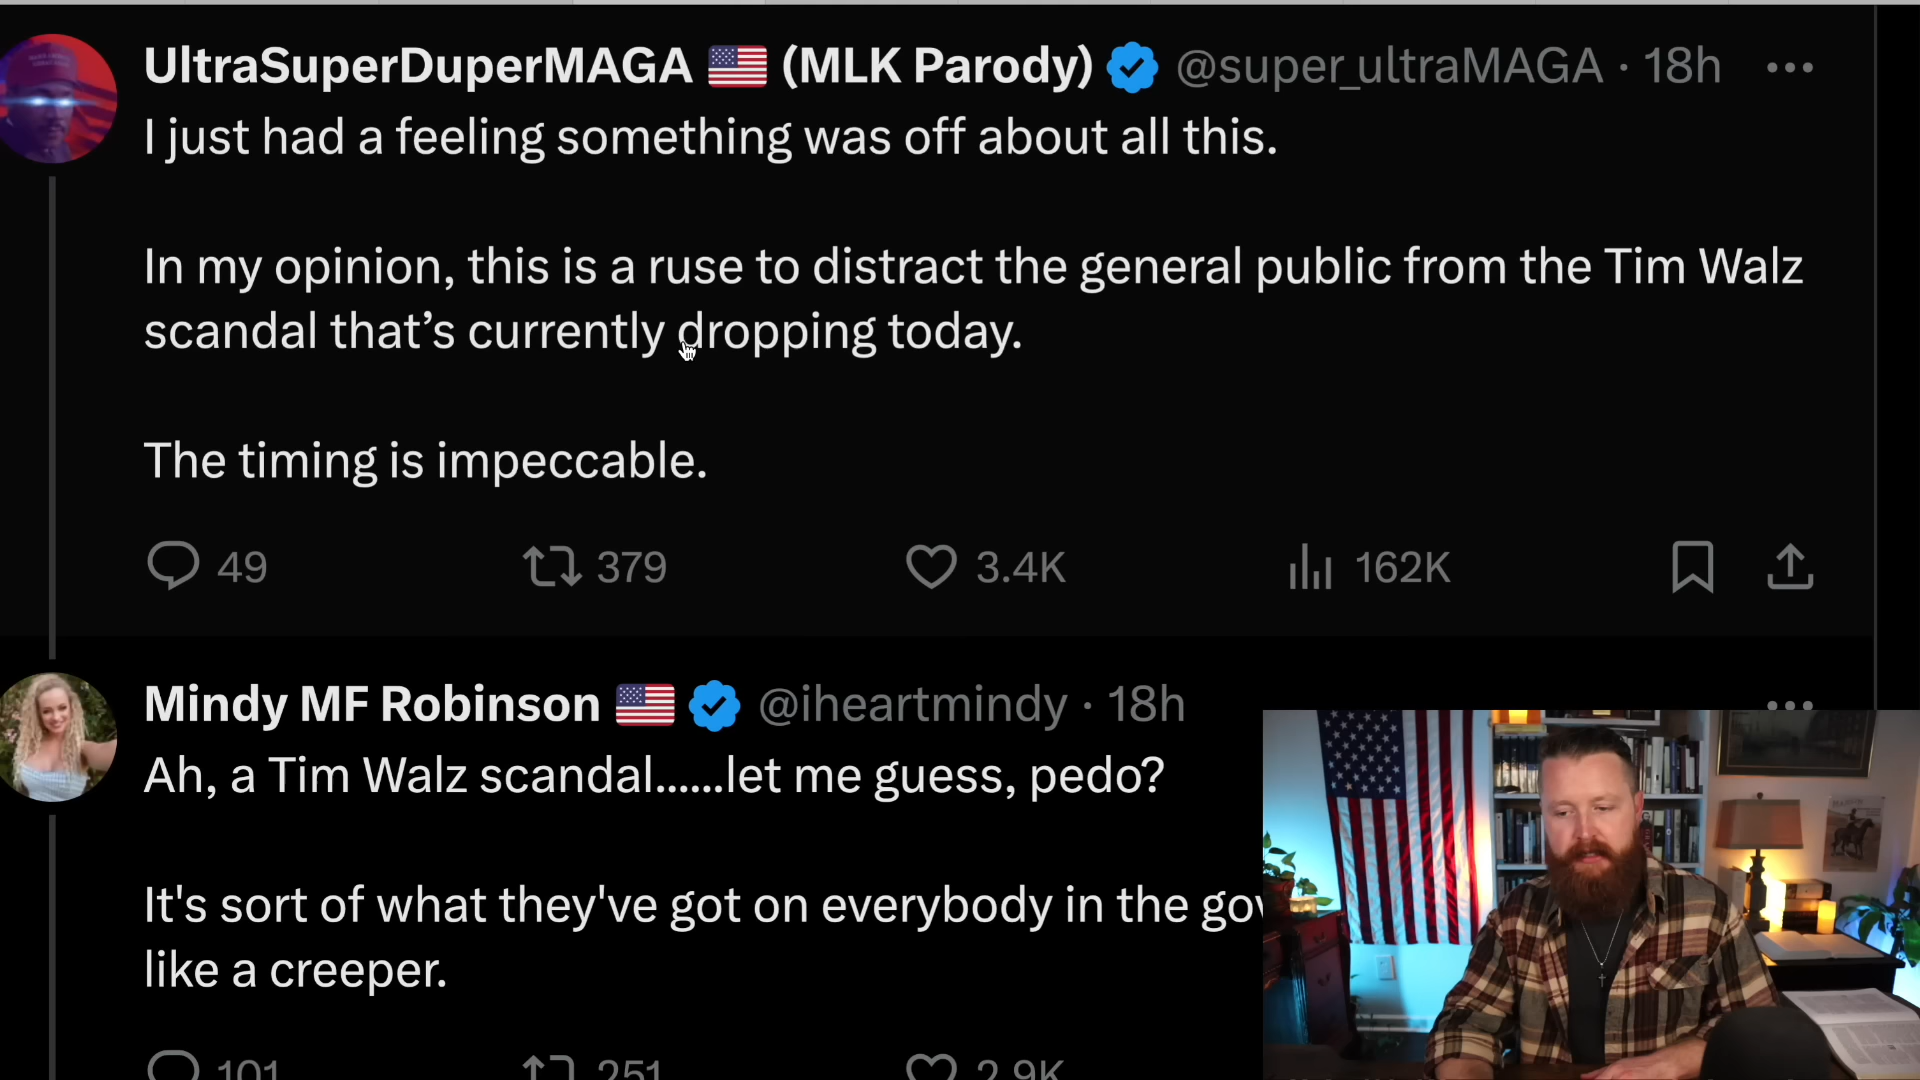 UltraSuperDuperMAGA 🇺🇸 (MLK Parody) @super_ultraMAGA · 18h
I just had a feeling something was off about all this.
In my opinion, this is a ruse to distract the general public from the Tim Walz
scandal that’s currently dropping today.
The timing is impeccable.
49 379 3.4K 162K
Mindy MF Robinson 🇺🇸 @iheartmindy · 18h
Ah, a Tim Walz scandal......let me guess, pedo?
It's sort of what they've got on everybody in the
like a creeper.
101 251 2.9K